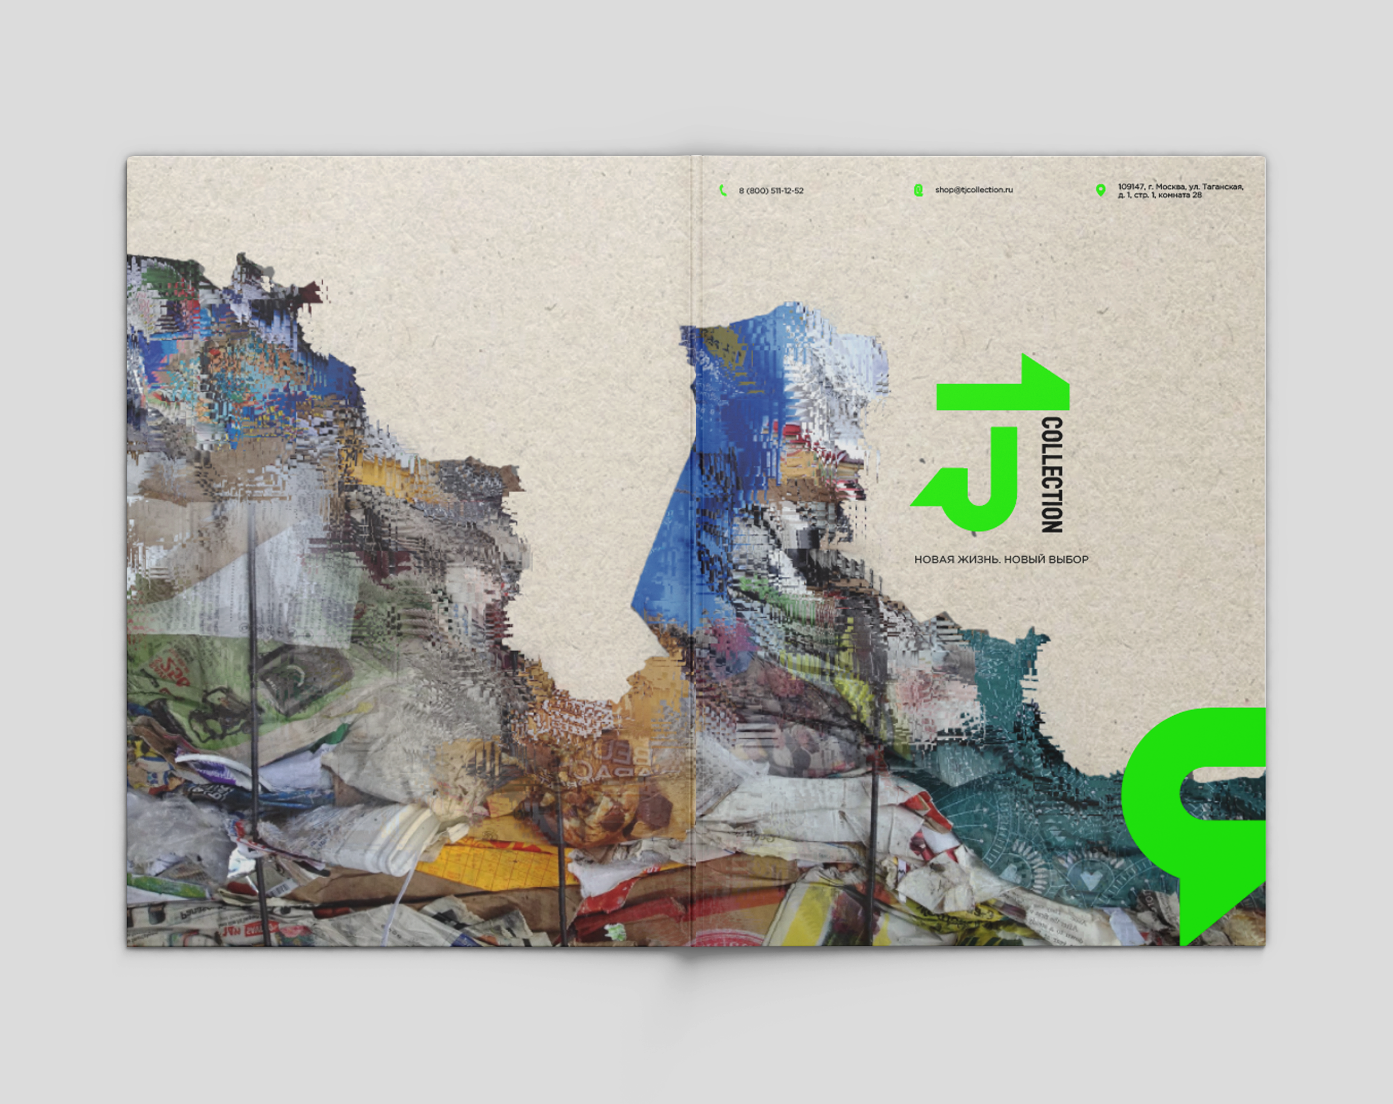 8 (800) 511-12-52
shop@tjcollection.ru
109147, г. Москва, ул. Таганская,
д. 1, стр. 1, комната 28
COLLECTION
НОВАЯ ЖИЗНЬ. НОВЫЙ ВЫБОР